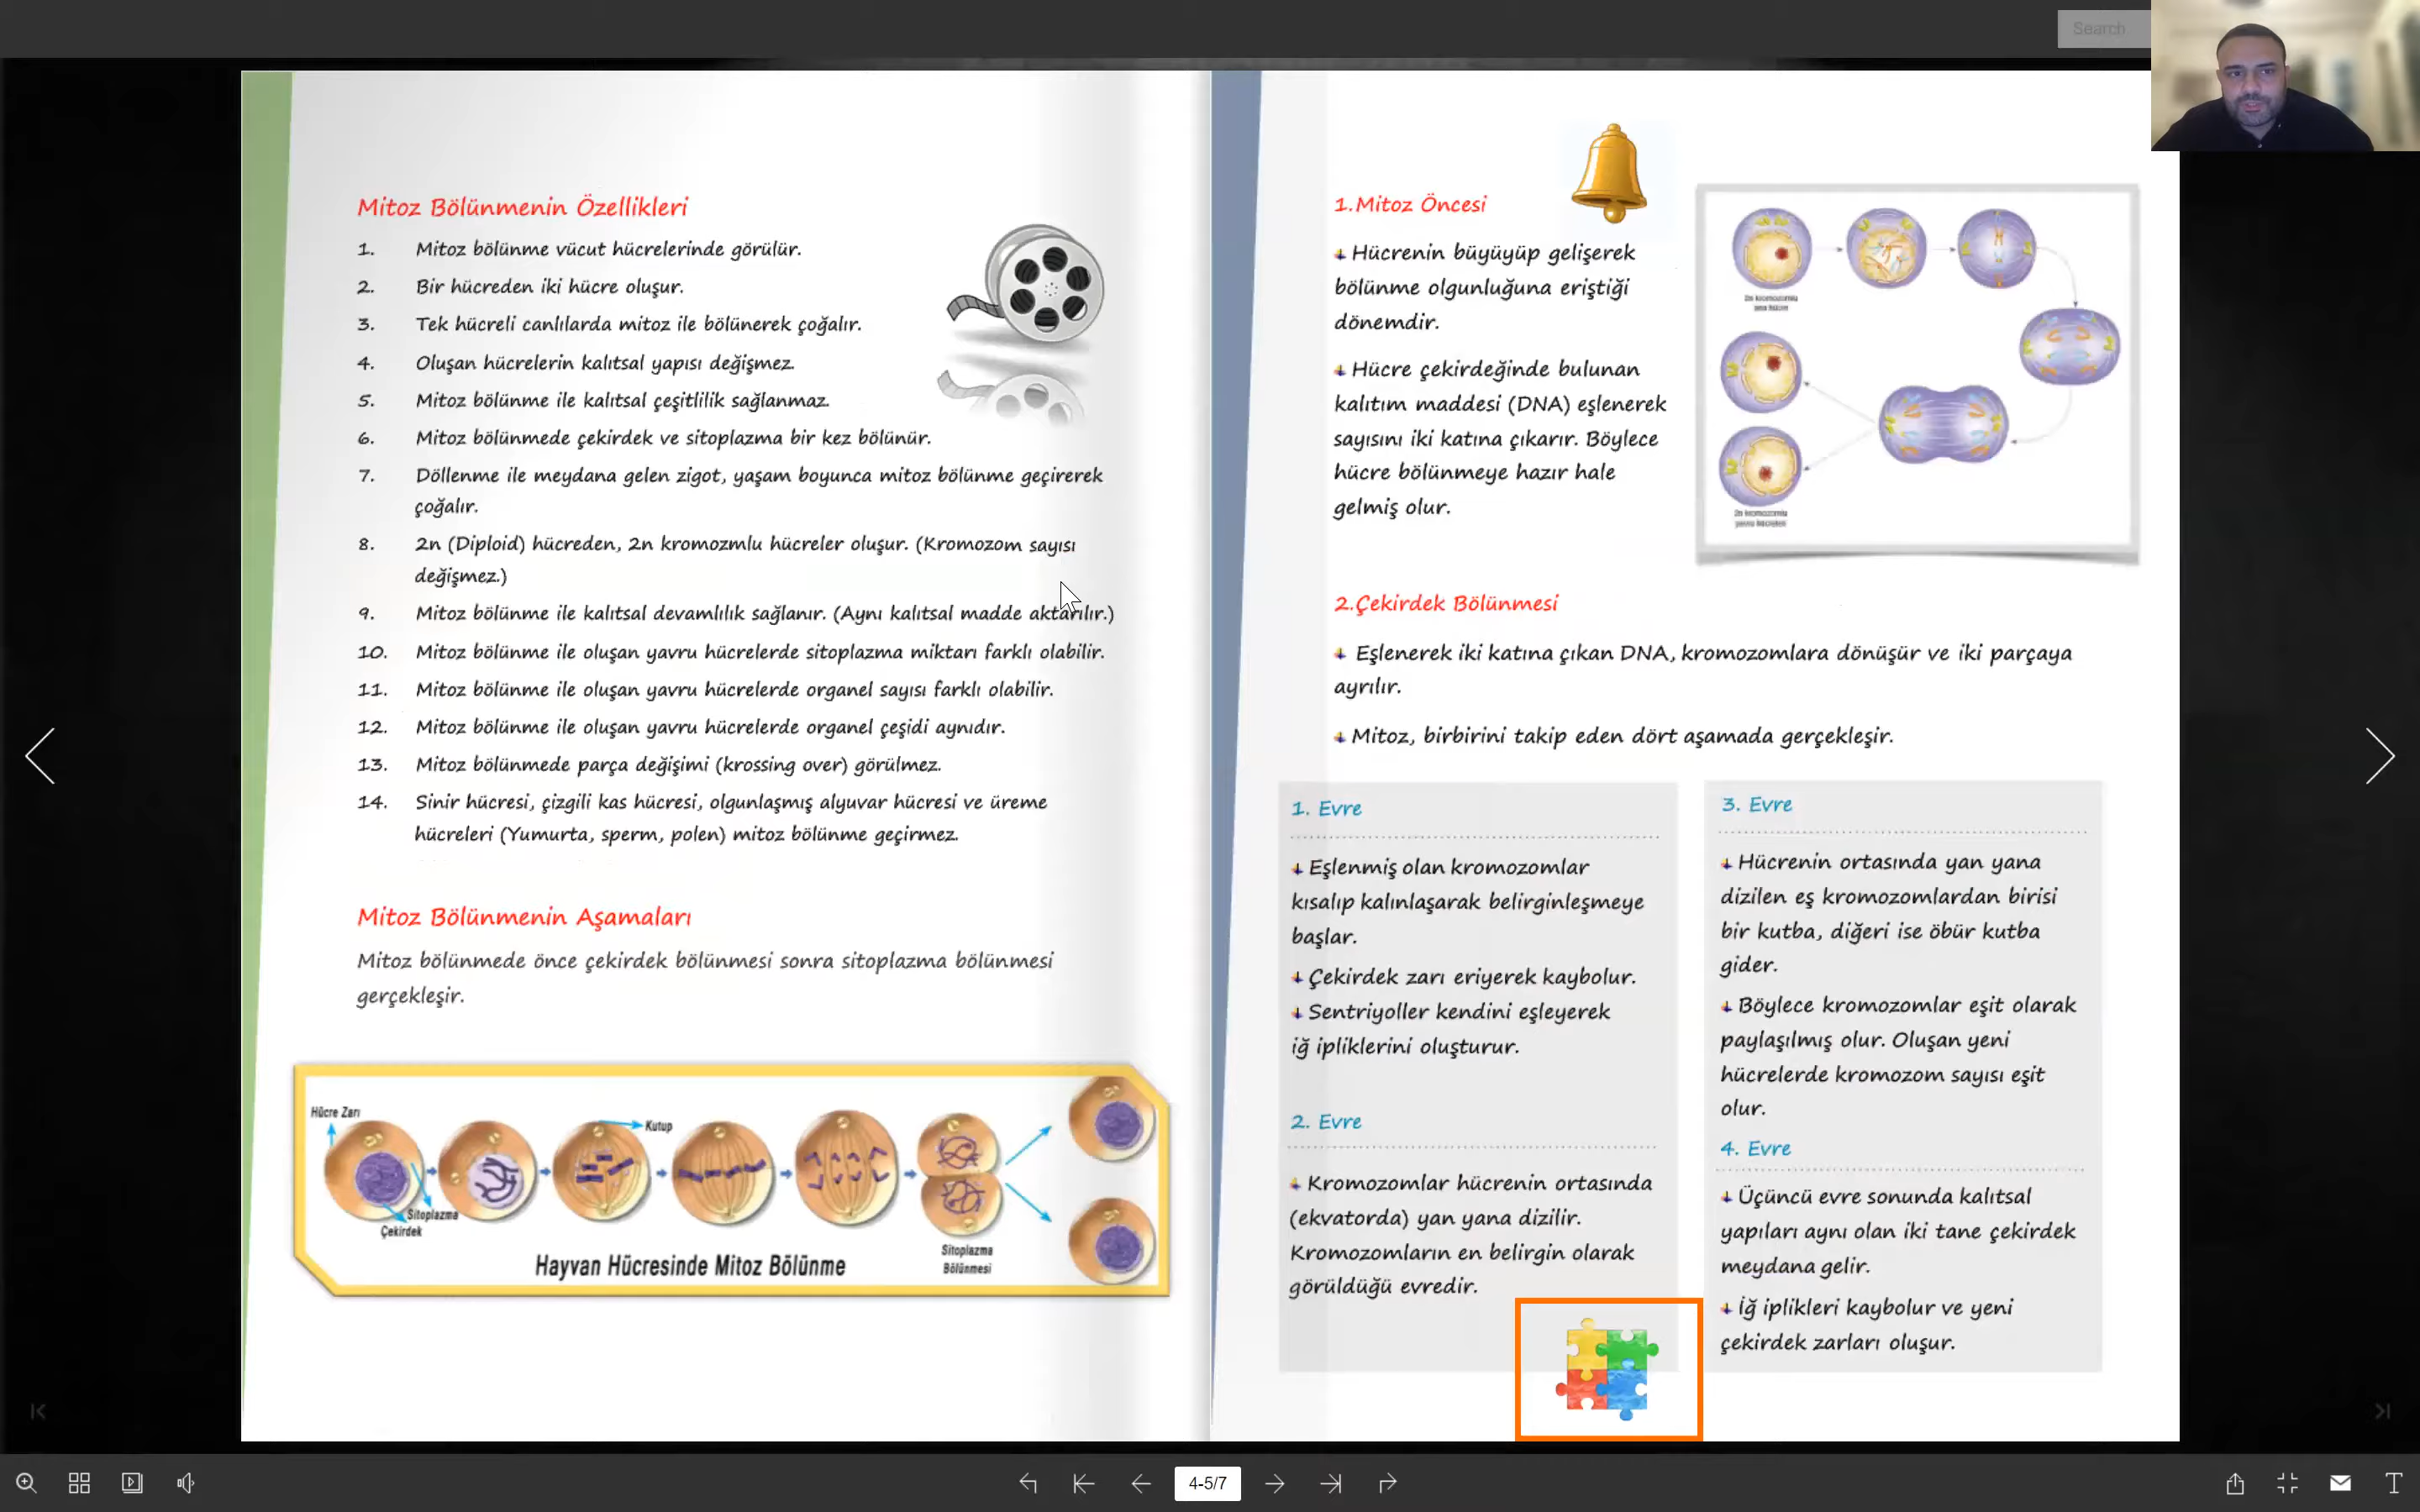 Search
Mitoz Bölünmenin Özellikleri
1. Mitoz bölünme vücut hücrelerinde görülür.
2. Bir hücreden iki hücre oluşur.
3. Tek hücreli canlılarda mitoz ile bölünerek çoğalır.
4. Oluşan hücrelerin kalıtsal yapısı değişmez.
5. Mitoz bölünme ile kalıtsal çeşitlilik sağlanmaz.
6. Mitoz bölünmede çekirdek ve sitoplazma bir kez bölünür.
7. Döllenme ile meydana gelen zigot, yaşam boyunca mitoz bölünme geçirerek
çoğalır.
8. 2n (Diploid) hücreden, 2n kromozmlu hücreler oluşur. (Kromozom sayısı
değişmez.)
9. Mitoz bölünme ile kalıtsal devamlılık sağlanır. (Aynı kalıtsal madde aktarılır.)
10. Mitoz bölünme ile oluşan yavru hücrelerde sitoplazma miktarı farklı olabilir.
11. Mitoz bölünme ile oluşan yavru hücrelerde organel sayısı farklı olabilir.
12. Mitoz bölünme ile oluşan yavru hücrelerde organel çeşidi aynıdır.
13. Mitoz bölünmede parça değişimi (krossing over) görülmez.
14. Sinir hücresi, çizgili kas hücresi, olgunlaşmış alyuvar hücresi ve üreme
hücreleri (Yumurta, sperm, polen) mitoz bölünme geçirmez.
Mitoz Bölünmenin Aşamaları
Mitoz bölünmede önce çekirdek bölünmesi sonra sitoplazma bölünmesi
gerçekleşir.
Hücre Zarı
Kutup
Sitoplazma
Çekirdek
Sitoplazma
Bölünmesi
Hayvan Hücresinde Mitoz Bölünme
1.Mitoz Öncesi
Hücrenin büyüyüp gelişerek
bölünme olgunluğuna eriştiği
dönemdir.
Hücre çekirdeğinde bulunan
kalıtım maddesi (DNA) eşlenerek
sayısını iki katına çıkarır. Böylece
hücre bölünmeye hazır hale
gelmiş olur.
2n kromozomlu
ana hücre
2n kromozomlu
yavru hücreler
2.Çekirdek Bölünmesi
Eşlenerek iki katına çıkan DNA, kromozomlara dönüşür ve iki parçaya
ayrılır.
Mitoz, birbirini takip eden dört aşamada gerçekleşir.
1. Evre
Eşlenmiş olan kromozomlar
kısalıp kalınlaşarak belirginleşmeye
başlar.
Çekirdek zarı eriyerek kaybolur.
Sentriyoller kendini eşleyerek
iğ ipliklerini oluşturur.
2. Evre
Kromozomlar hücrenin ortasında
(ekvatorda) yan yana dizilir.
Kromozomların en belirgin olarak
görüldüğü evredir.
3. Evre
Hücrenin ortasında yan yana
dizilen eş kromozomlardan birisi
bir kutba, diğeri ise öbür kutba
gider.
Böylece kromozomlar eşit olarak
paylaşılmış olur. Oluşan yeni
hücrelerde kromozom sayısı eşit
olur.
4. Evre
Üçüncü evre sonunda kalıtsal
yapıları aynı olan iki tane çekirdek
meydana gelir.
İğ iplikleri kaybolur ve yeni
çekirdek zarları oluşur.
4-5/7